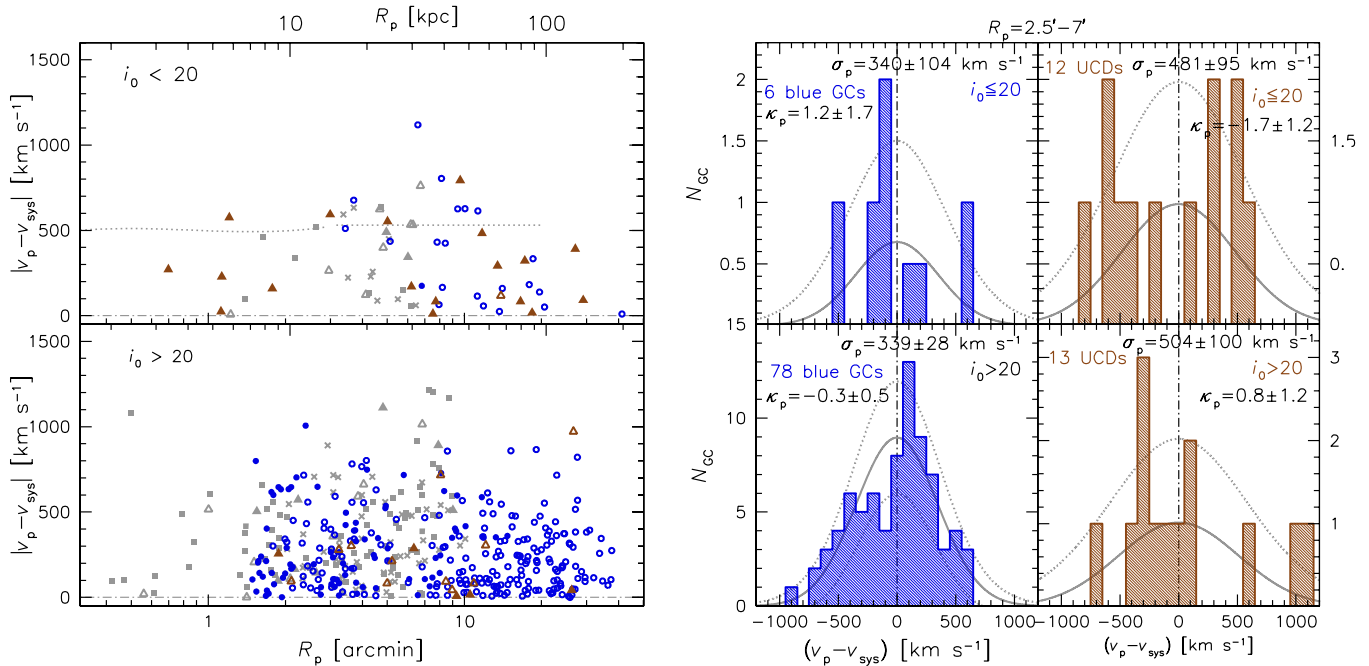 R_p [kpc]
10 100
i_0 < 20
|v_p−v_sys| [km s⁻¹]
1500
1000
500
0
i_0 > 20
|v_p−v_sys| [km s⁻¹]
1500
1000
500
0
1 10
R_p [arcmin]
R_p=2.5′−7′
σ_p=340±104 km s⁻¹
6 blue GCs
i_0≦20
κ_p=1.2±1.7
N_GC
2
1.5
1
0.5
σ_p=481±95 km s⁻¹
12 UCDs
i_0≦20
κ_p=−1.7±1.2
1.5
0.
σ_p=339±28 km s⁻¹
78 blue GCs
i_0>20
κ_p=−0.3±0.5
N_GC
15
10
5
0
−1000 −500 0 500 1000
(v_p−v_sys) [km s⁻¹]
σ_p=504±100 km s⁻¹
13 UCDs
i_0>20
κ_p=0.8±1.2
3
2
1
0
−1000 −500 0 500 1000
(v_p−v_sys) [km s⁻¹]